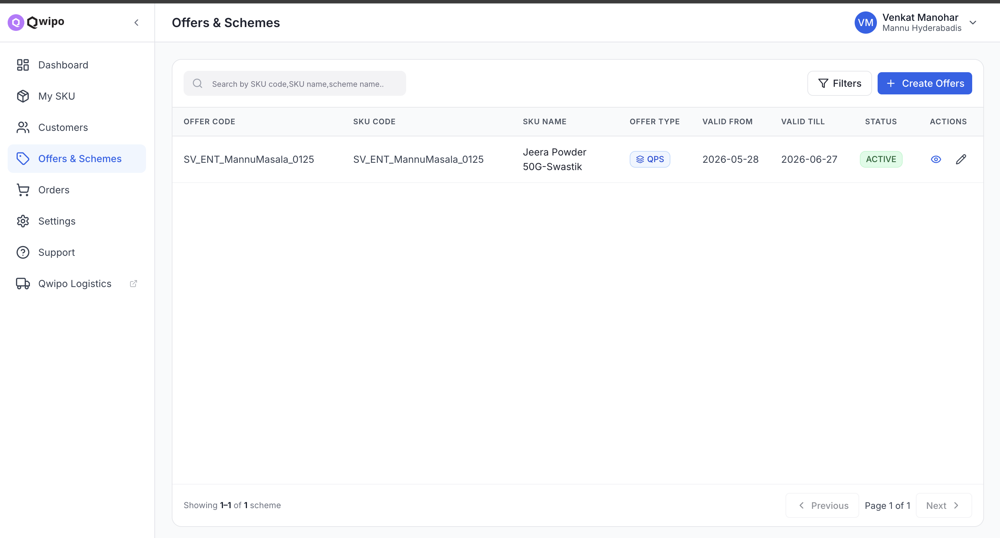 Qwipo
Offers & Schemes
VM
Venkat Manohar
Mannu Hyderabadis
Dashboard
My SKU
Customers
Offers & Schemes
Orders
Settings
Support
Qwipo Logistics
Search by SKU code,SKU name,scheme name..
Filters
Create Offers
OFFER CODE SKU CODE SKU NAME OFFER TYPE VALID FROM VALID TILL STATUS ACTIONS
SV_ENT_MannuMasala_0125 SV_ENT_MannuMasala_0125 Jeera Powder
50G-Swastik
QPS 2026-05-28 2026-06-27 ACTIVE
Showing 1–1 of 1 scheme
Previous Page 1 of 1 Next